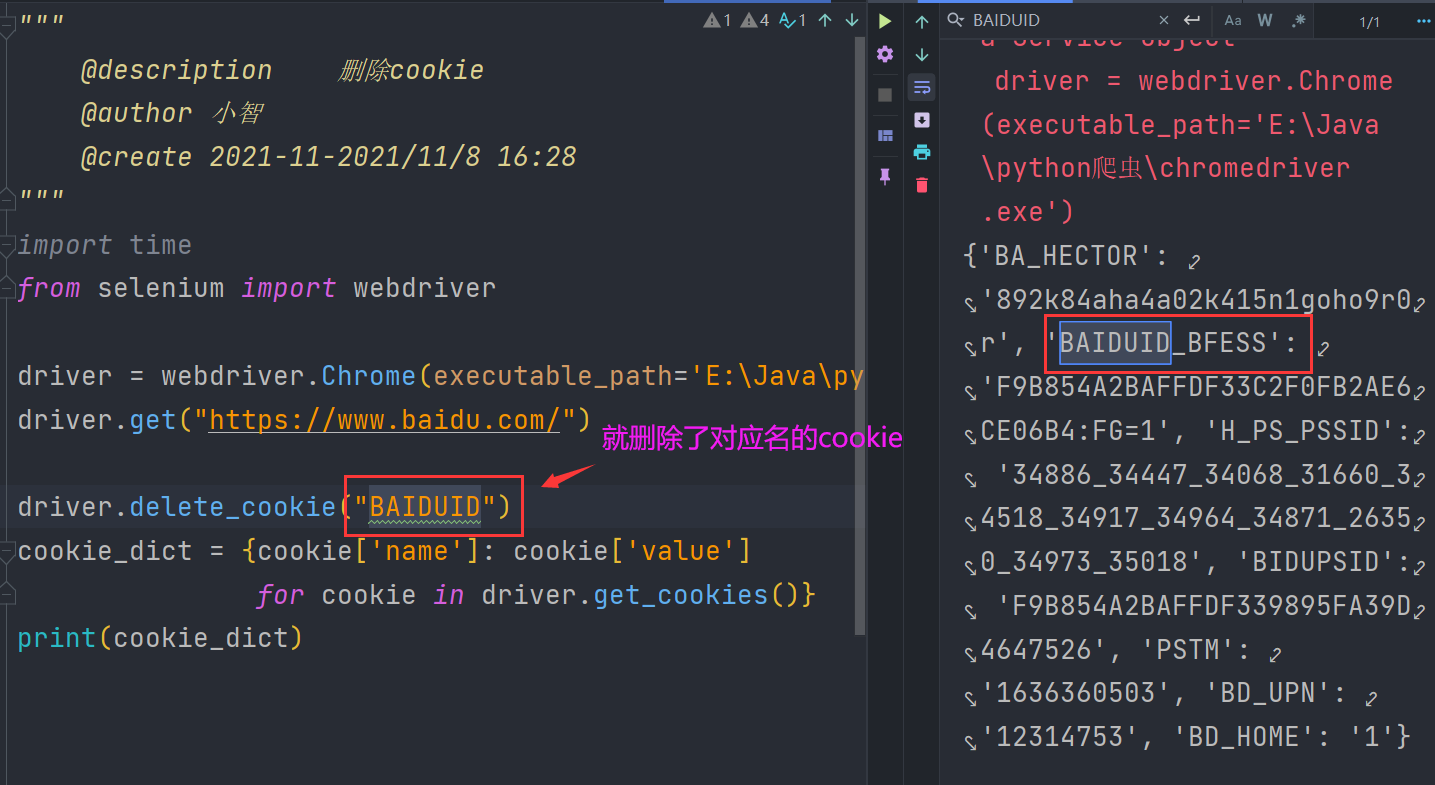 """
@description 删除cookie
@author 小智
@create 2021-11-2021/11/8 16:28
"""
import time
from selenium import webdriver
driver = webdriver.Chrome(executable_path='E:\Java\py
driver.get("https://www.baidu.com/")
就删除了对应名的cookie
driver.delete_cookie("BAIDUID")
cookie_dict = {cookie['name']: cookie['value']
for cookie in driver.get_cookies()}
print(cookie_dict)
1 4 1
BAIDUID
Aa W .* 1/1
a Service object
driver = webdriver.Chrome
(executable_path='E:\Java
\python爬虫\chromedriver
.exe')
{'BA_HECTOR':
'892k84aha4a02k415n1goho9r0
r', 'BAIDUID_BFESS':
'F9B854A2BAFFDF33C2F0FB2AE6
CE06B4:FG=1', 'H_PS_PSSID':
'34886_34447_34068_31660_3
4518_34917_34964_34871_2635
0_34973_35018', 'BIDUPSID':
'F9B854A2BAFFDF339895FA39D
4647526', 'PSTM':
'1636360503', 'BD_UPN':
'12314753', 'BD_HOME': '1'}